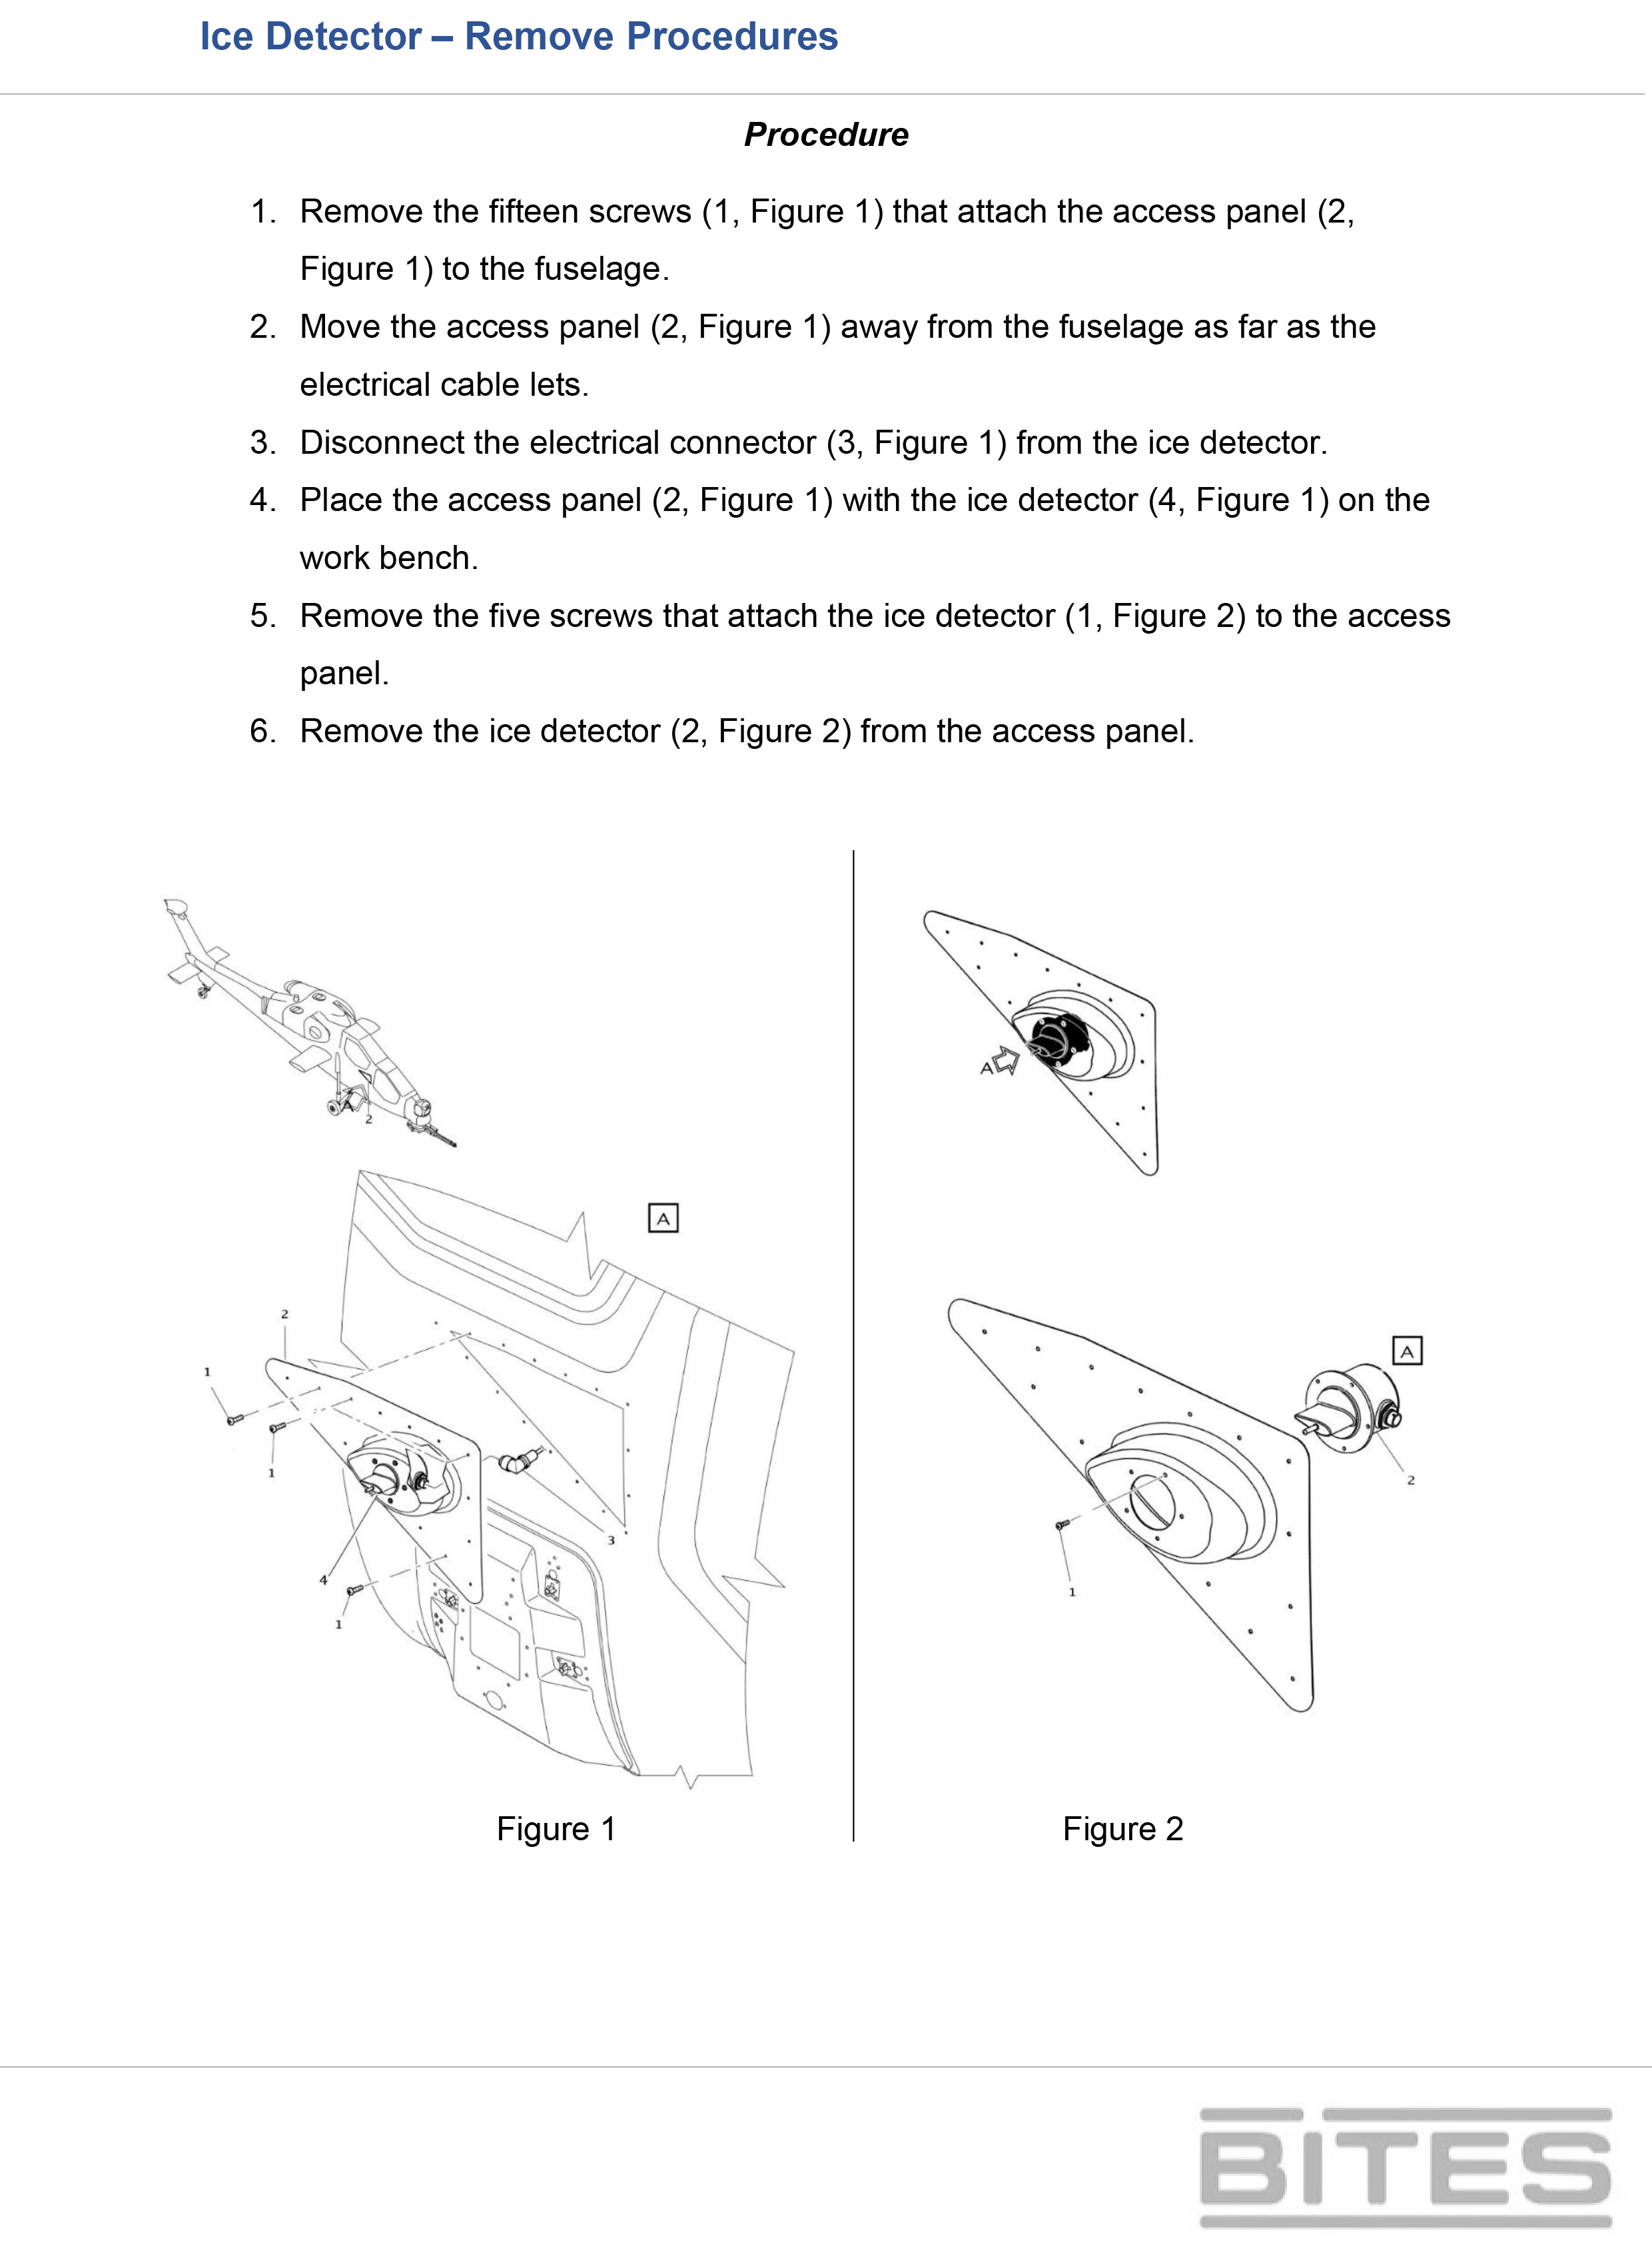 Ice Detector – Remove Procedures
Procedure
1. Remove the fifteen screws (1, Figure 1) that attach the access panel (2,
Figure 1) to the fuselage.
2. Move the access panel (2, Figure 1) away from the fuselage as far as the
electrical cable lets.
3. Disconnect the electrical connector (3, Figure 1) from the ice detector.
4. Place the access panel (2, Figure 1) with the ice detector (4, Figure 1) on the
work bench.
5. Remove the five screws that attach the ice detector (1, Figure 2) to the access
panel.
6. Remove the ice detector (2, Figure 2) from the access panel.
A
2
A
2
1
1
3
4
1
Figure 1
A
A
2
1
Figure 2
BITES